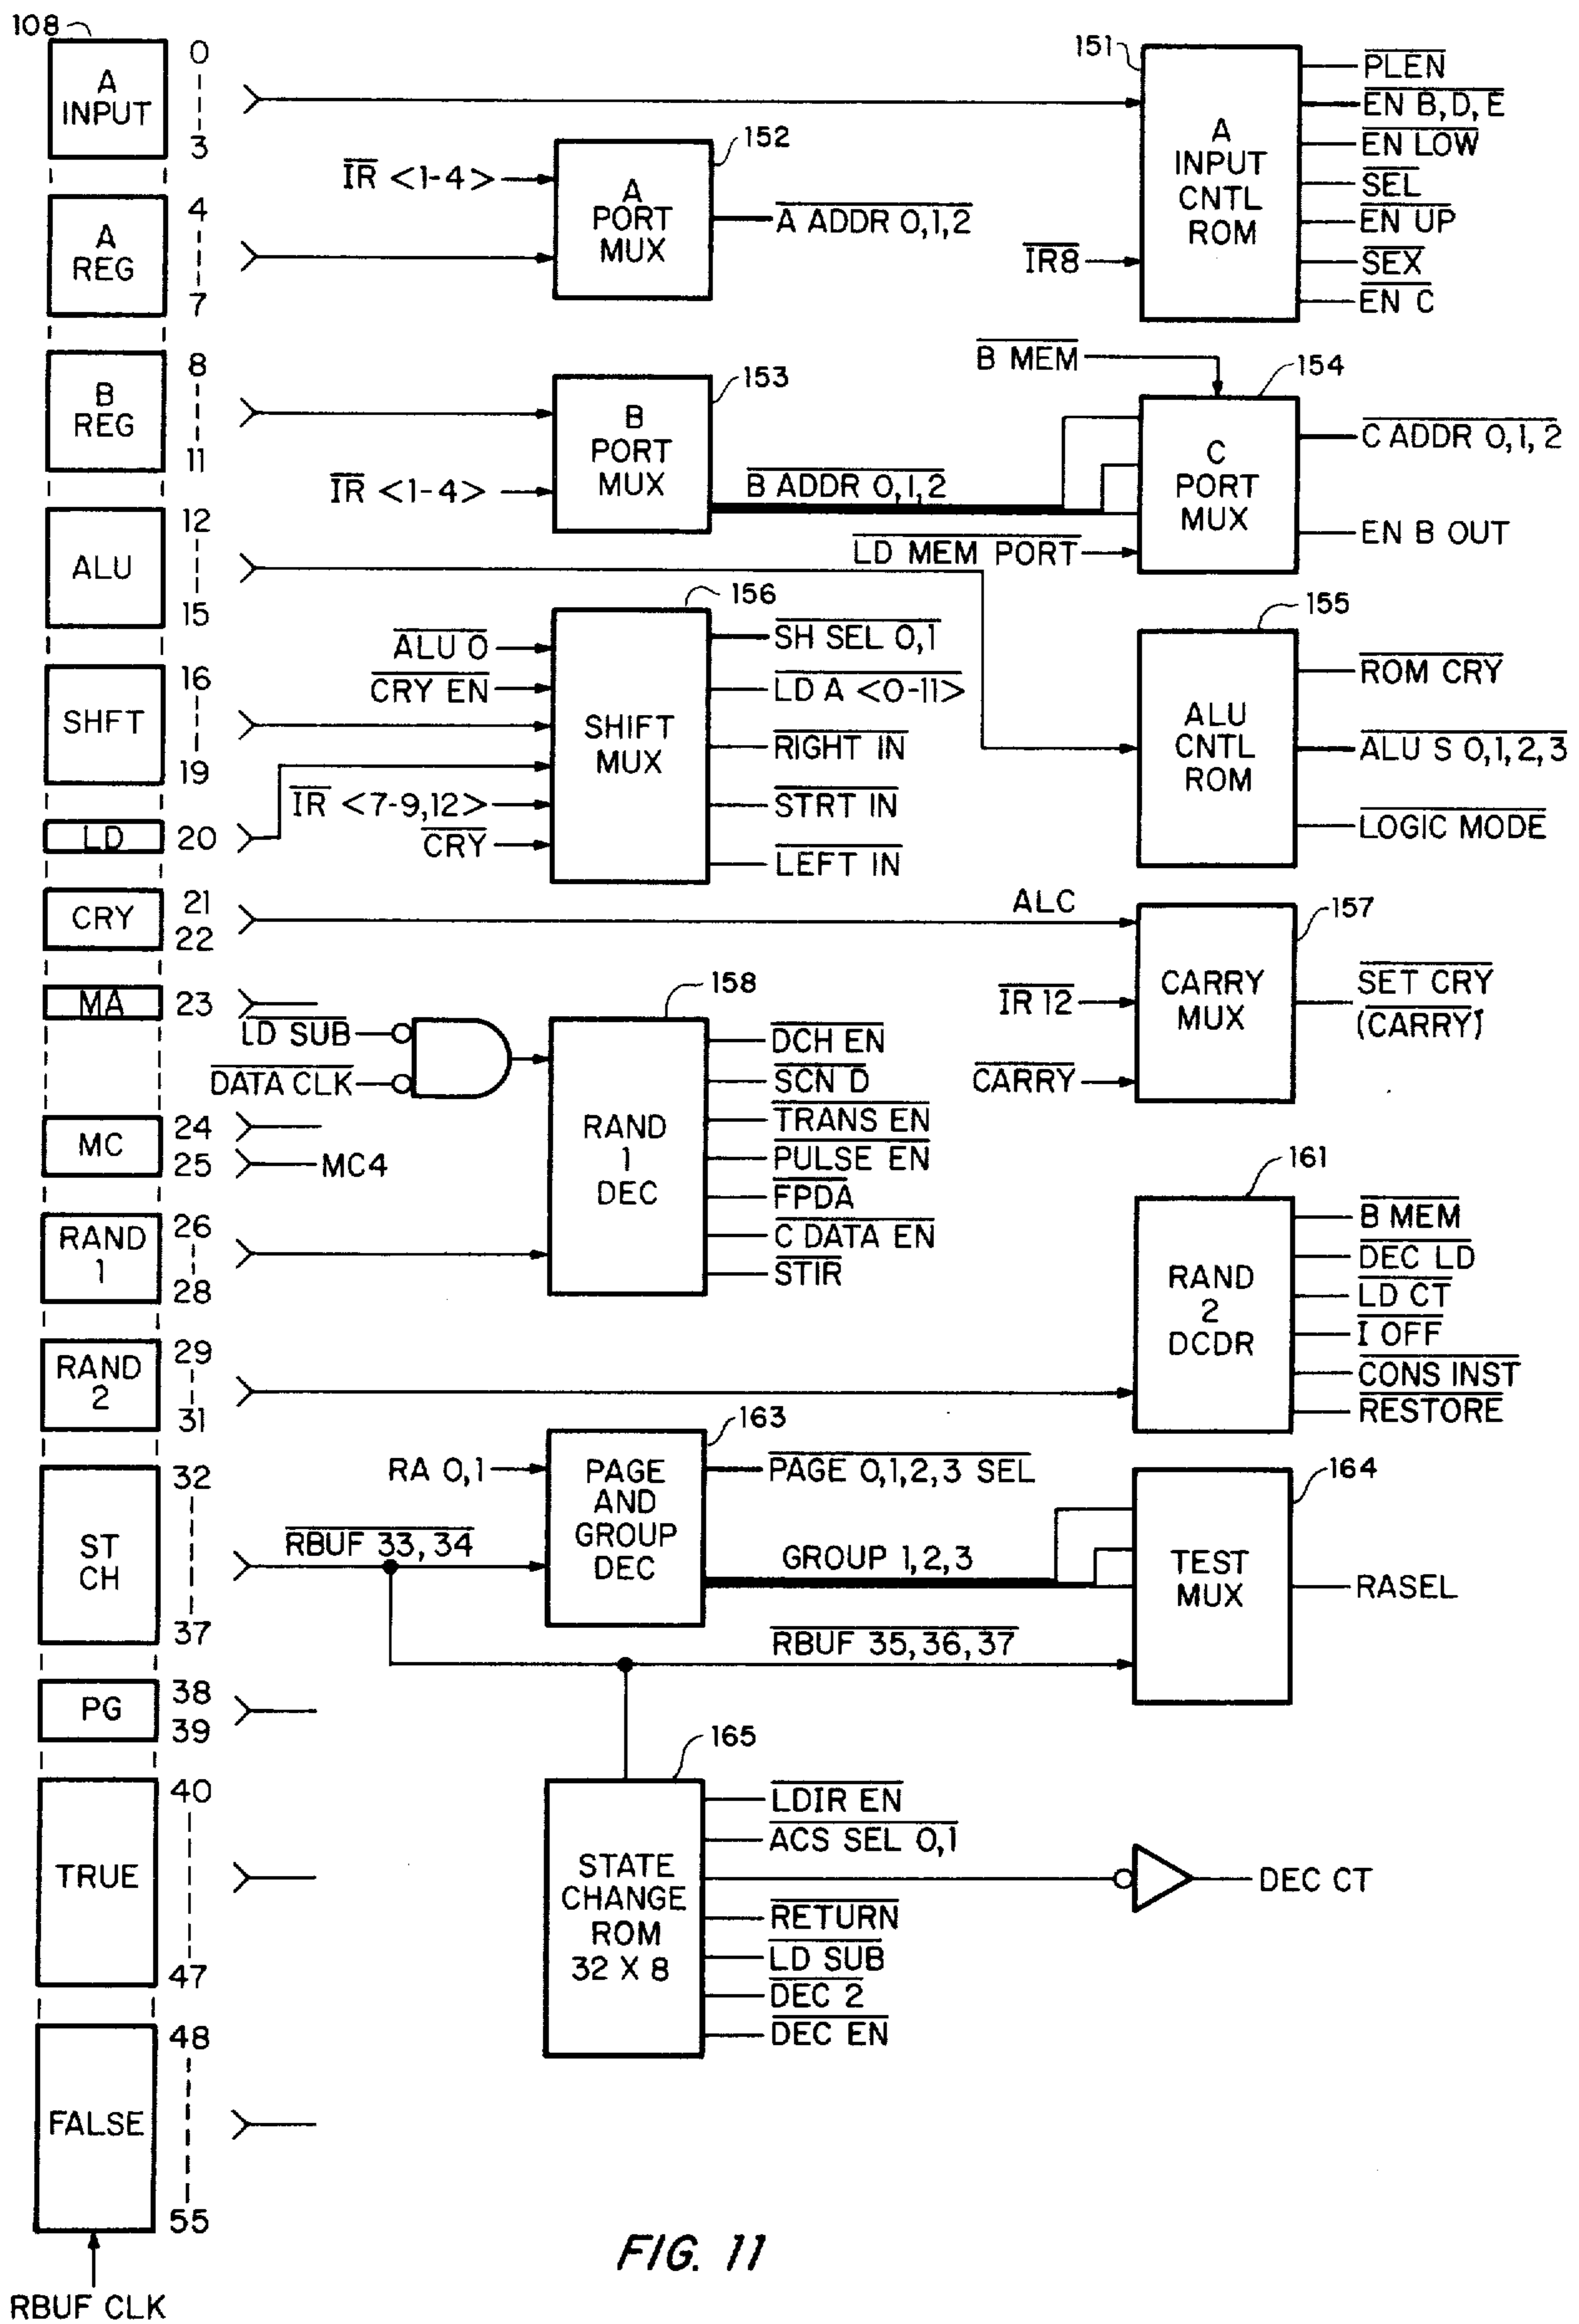 108
A
INPUT
0
3
151
A
INPUT
CNTL
ROM
PLEN
EN B, D, E
EN LOW
SEL
EN UP
SEX
EN C
IR8
152
IR <1-4>
A
PORT
MUX
A ADDR 0,1,2
A
REG
4
7
B
REG
8
11
153
B
PORT
MUX
IR <1-4>
B ADDR 0,1,2
B MEM
154
C
PORT
MUX
C ADDR 0,1,2
EN B OUT
LD MEM PORT
ALU
12
15
155
ALU
CNTL
ROM
ROM CRY
ALU S 0,1,2,3
LOGIC MODE
156
ALU 0
CRY EN
SHIFT
MUX
IR <7-9,12>
CRY
SH SEL 0,1
LD A <0-11>
RIGHT IN
STRT IN
LEFT IN
SHFT
16
19
LD
20
CRY
21
22
ALC
157
CARRY
MUX
IR 12
CARRY
SET CRY
(CARRY)
MA
23
LD SUB
DATA CLK
158
RAND
1
DEC
DCH EN
SCN D
TRANS EN
PULSE EN
FPDA
C DATA EN
STIR
MC
24
25
MC4
RAND
1
26
28
161
RAND
2
DCDR
B MEM
DEC LD
LD CT
I OFF
CONS INST
RESTORE
RAND
2
29
31
163
RA 0,1
PAGE
AND
GROUP
DEC
PAGE 0,1,2,3 SEL
GROUP 1,2,3
164
TEST
MUX
RASEL
ST
CH
32
37
RBUF 33, 34
RBUF 35, 36, 37
PG
38
39
165
STATE
CHANGE
ROM
32 X 8
LDIR EN
ACS SEL 0,1
DEC CT
RETURN
LD SUB
DEC 2
DEC EN
TRUE
40
47
FALSE
48
55
RBUF CLK
FIG. 11